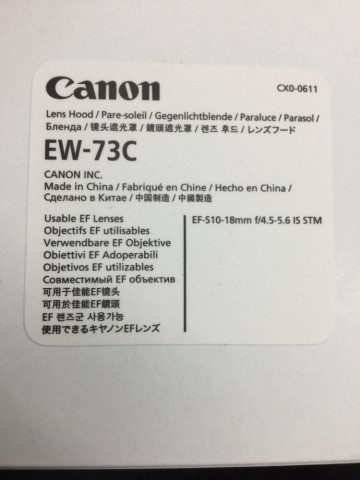 Canon
CX0-0611
Lens Hood / Pare-soleil / Gegenlichtblende / Paraluce / Parasol /
Бленда / 镜头遮光罩 / 鏡頭遮光罩 / 렌즈 후드 / レンズフード
EW-73C
CANON INC.
Made in China / Fabriqué en Chine / Hecho en China /
Сделано в Китае / 中国制造 / 中國製造
Usable EF Lenses
EF-S10-18mm f/4.5-5.6 IS STM
Objectifs EF utilisables
Verwendbare EF Objektive
Obiettivi EF Adoperabili
Objetivos EF utilizables
Совместимый EF объектив
可用于佳能EF镜头
可用於佳能EF鏡頭
EF 렌즈군 사용가능
使用できるキヤノンEFレンズ